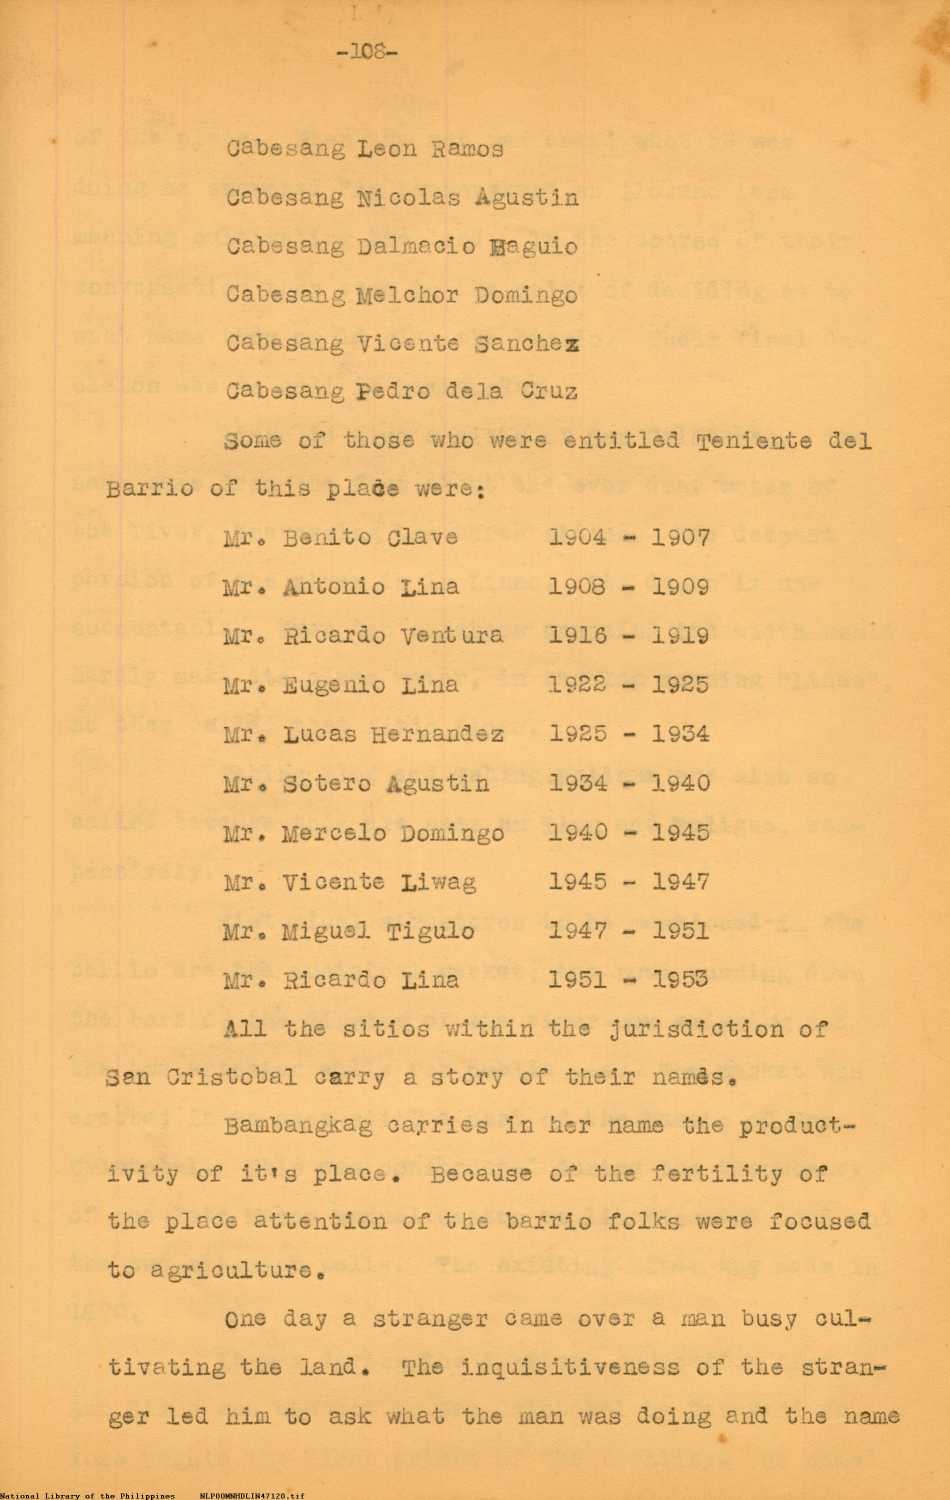 -108-
Cabesang Leon Ramos
Cabesang Nicolas Agustin
Cabesang Dalmacio Haguio
Cabesang Melchor Domingo
Cabesang Vicente Sanchez
Cabesang Pedro dela Cruz
Some of those who were entitled Teniente del
Barrio of this place were:
Mr. Benito Clave 1904 - 1907
Mr. Antonio Lina 1908 - 1909
Mr. Ricardo Ventura 1916 - 1919
Mr. Eugenio Lina 1922 - 1925
Mr. Lucas Hernandez 1925 - 1934
Mr. Sotero Agustin 1934 - 1940
Mr. Mercelo Domingo 1940 - 1945
Mr. Vicente Liwag 1945 - 1947
Mr. Miguel Tigulo 1947 - 1951
Mr. Ricardo Lina 1951 - 1953
All the sitios within the jurisdiction of
San Cristobal carry a story of their names.
Bambangkag carries in her name the product-
ivity of it's place. Because of the fertility of
the place attention of the barrio folks were focused
to agriculture.
One day a stranger came over a man busy cul-
tivating the land. The inquisitiveness of the stran-
ger led him to ask what the man was doing and the name
National Library of the Philippines NLP00MNHDLIN47120.tif